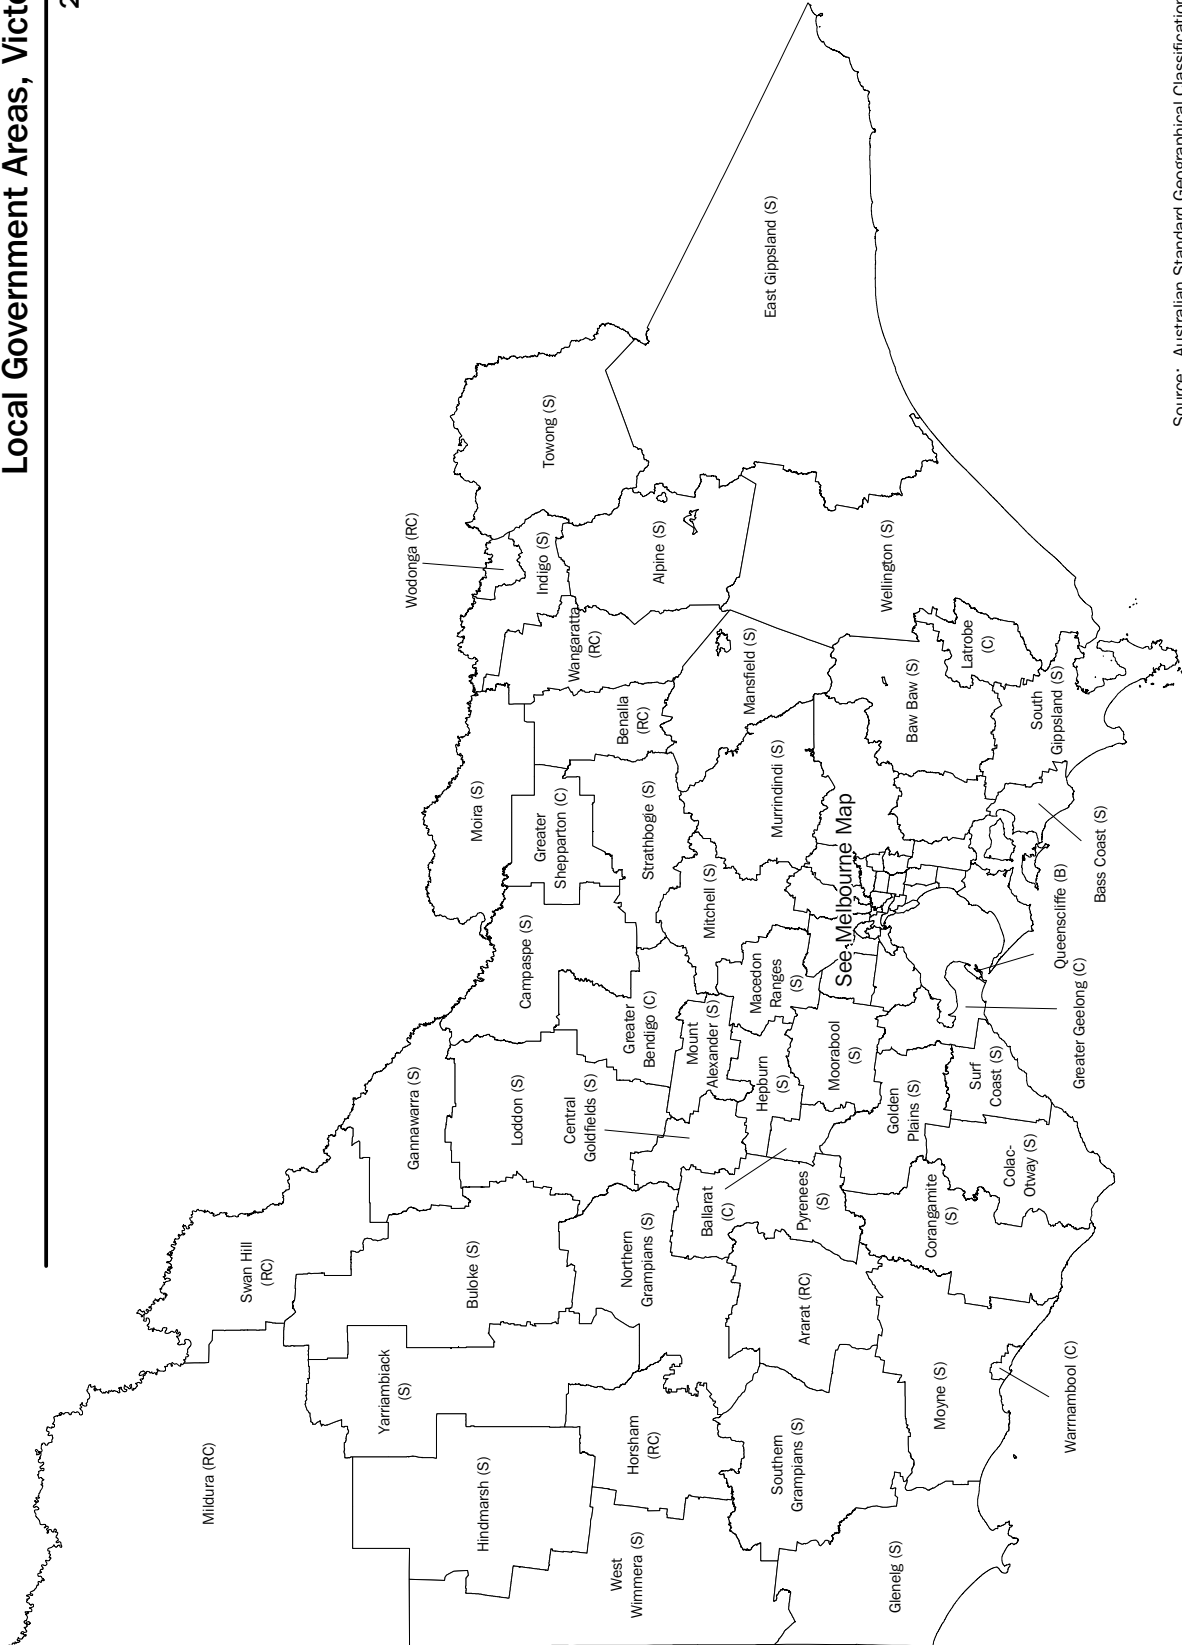 Local Government Areas, Victo
2
Mildura (RC)
Swan Hill
(RC)
Yarriambiack
(S)
Hindmarsh (S)
Buloke (S)
Gannawarra (S)
Lodon (S)
Central
Goldfields (S)
Campaspe (S)
Moira (S)
Greater
Shepparton (C)
Wodonga (RC)
Indigo (S)
Towong (S)
Wangaratta
(RC)
Benalla
(RC)
Alpine (S)
Strathbogie (S)
Greater
Bendigo (C)
Mount
Alexander (S)
Northern
Grampians (S)
Horsham
(RC)
West
Wimmera (S)
Mitchell (S)
Murrindindi (S)
Mansfield (S)
East Gippsland (S)
Wellington (S)
Macedon
Ranges
(S)
Hepburn
(S)
Ballarat
(C)
Pyrenees
(S)
Ararat (RC)
Southern
Grampians (S)
Glenelg (S)
Moyne (S)
Moorabool
(S)
See Melbourne Map
Baw Baw (S)
Latrobe
(C)
South
Gippsland (S)
Golden
Plains (S)
Corangamite
(S)
Colac-
Otway (S)
Surf
Coast (S)
Warrnambool (C)
Greater Geelong (C)
Queenscliffe (B)
Bass Coast (S)
Source: Australian Standard Geographical Classification